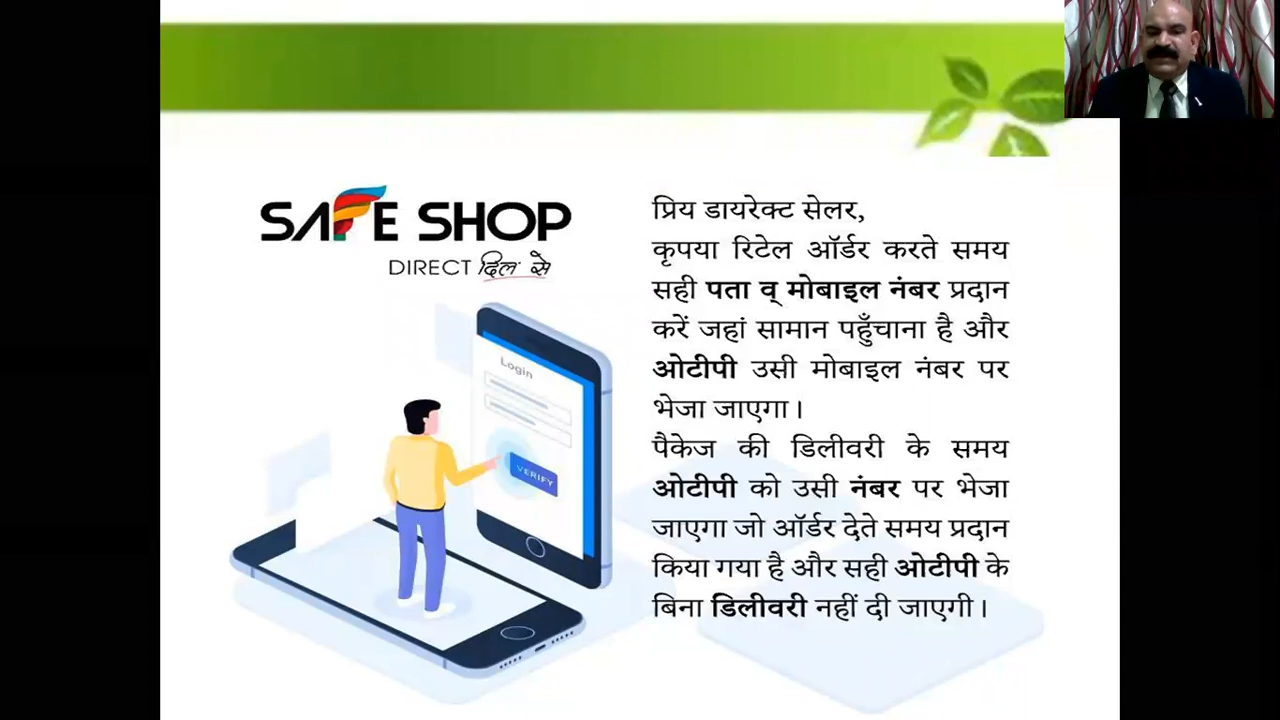 SAFE SHOP
DIRECT दिल से
Login
VERIFY
प्रिय डायरेक्ट सेलर,
कृपया रिटेल ऑर्डर करते समय
सही पता व् मोबाइल नंबर प्रदान
करें जहां सामान पहुँचाना है और
ओटीपी उसी मोबाइल नंबर पर
भेजा जाएगा।
पैकेज की डिलीवरी के समय
ओटीपी को उसी नंबर पर भेजा
जाएगा जो ऑर्डर देते समय प्रदान
किया गया है और सही ओटीपी के
बिना डिलीवरी नहीं दी जाएगी।